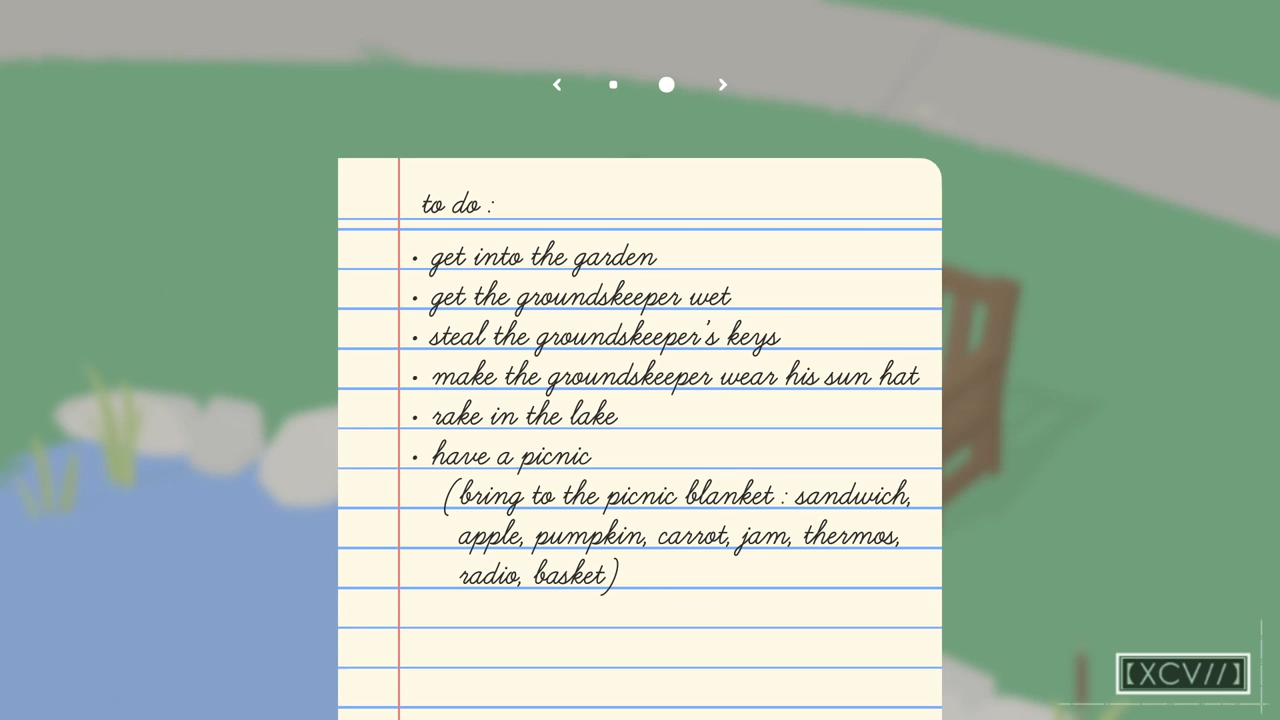 to do :
• get into the garden
• get the groundskeeper wet
• steal the groundskeeper's keys
• make the groundskeeper wear his sun hat
• rake in the lake
• have a picnic
(bring to the picnic blanket : sandwich,
apple, pumpkin, carrot, jam, thermos,
radio, basket)
【XCV//】